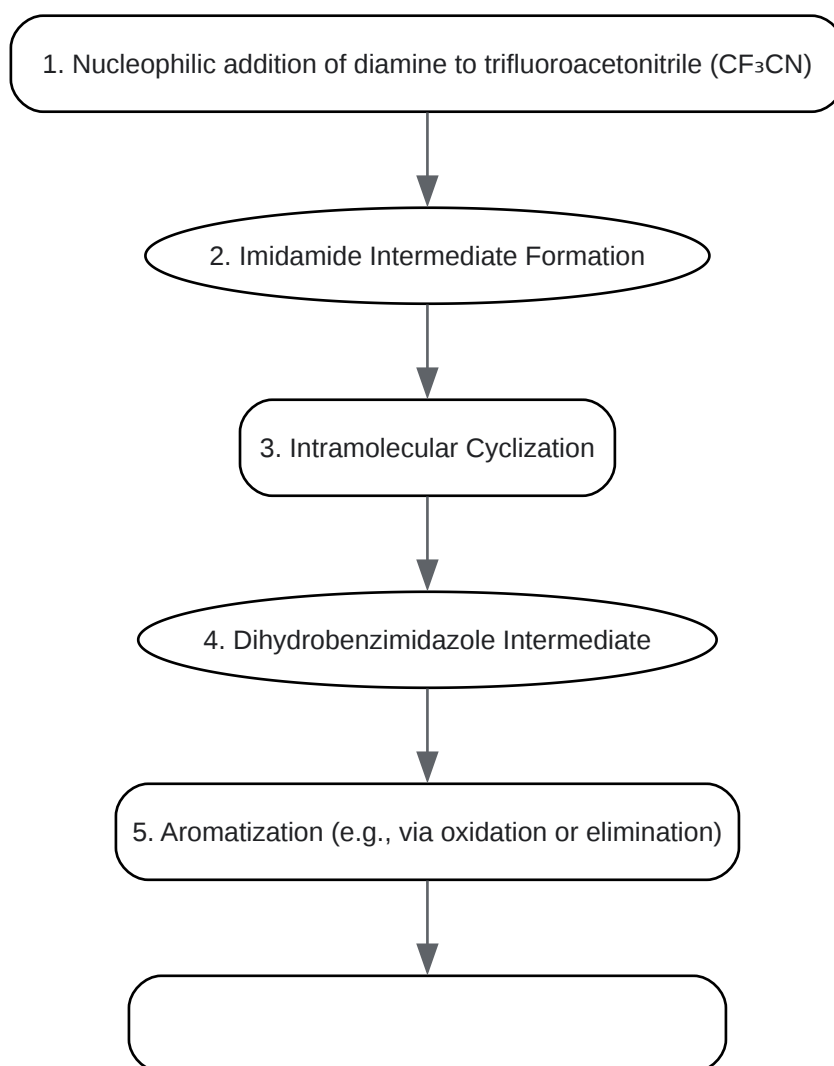 1. Nucleophilic addition of diamine to trifluoroacetonitrile (CF₃CN)
2. Imidamide Intermediate Formation
3. Intramolecular Cyclization
4. Dihydrobenzimidazole Intermediate
5. Aromatization (e.g., via oxidation or elimination)